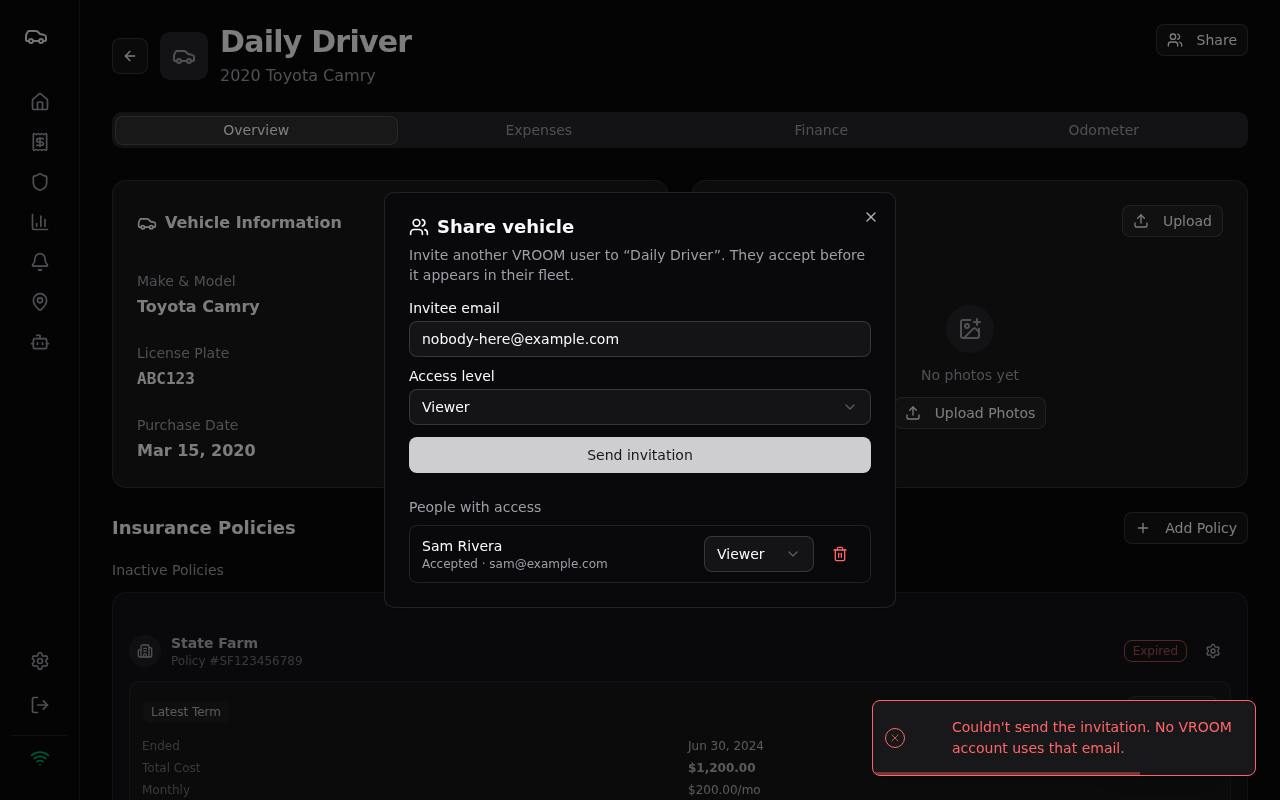 Daily Driver
2020 Toyota Camry
Share
Overview
Expenses
Finance
Odometer
Vehicle Information
Upload
Make & Model
Toyota Camry
License Plate
ABC123
Purchase Date
Mar 15, 2020
No photos yet
Upload Photos
Share vehicle
Invite another VROOM user to “Daily Driver”. They accept before
it appears in their fleet.
Invitee email
nobody-here@example.com
Access level
Viewer
Send invitation
People with access
Sam Rivera
Accepted · sam@example.com
Viewer
Insurance Policies
Add Policy
Inactive Policies
State Farm
Policy #SF123456789
Expired
Latest Term
Ended
Jun 30, 2024
Total Cost
$1,200.00
Monthly
$200.00/mo
Couldn't send the invitation. No VROOM
account uses that email.